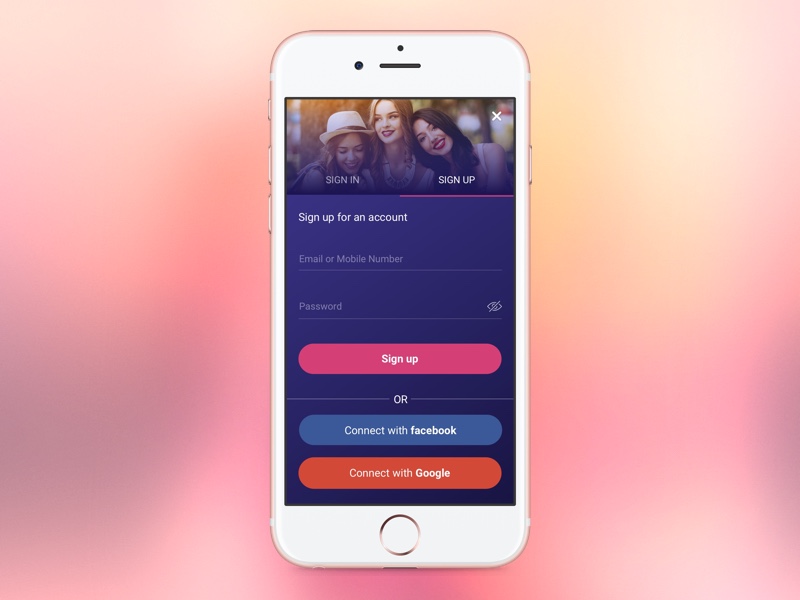 SIGN IN
SIGN UP
Sign up for an account
Email or Mobile Number
Password
Sign up
OR
Connect with facebook
Connect with Google